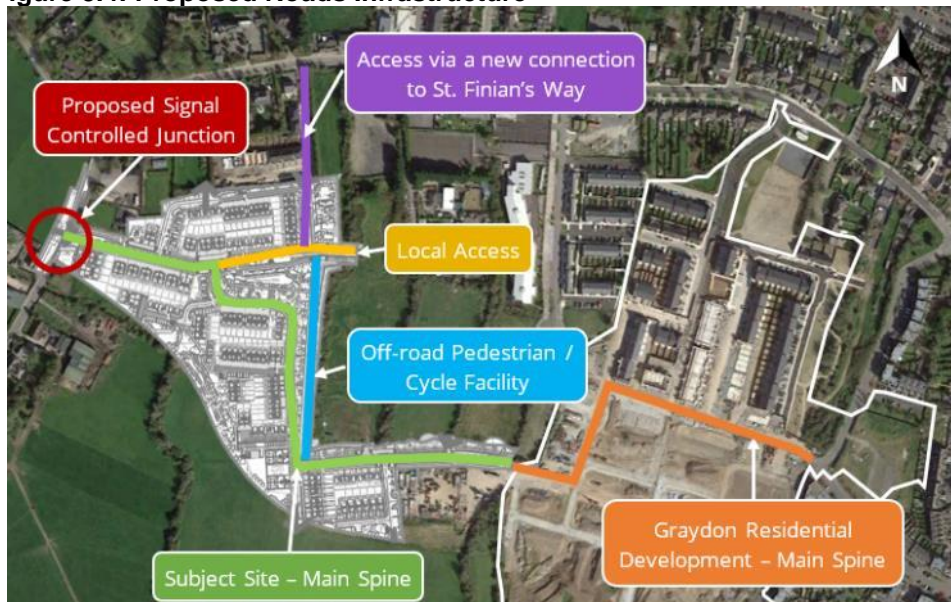 Access via a new connection
to St. Finian's Way
N
Proposed Signal
Controlled Junction
Local Access
Off-road Pedestrian /
Cycle Facility
Graydon Residential
Development – Main Spine
Subject Site – Main Spine